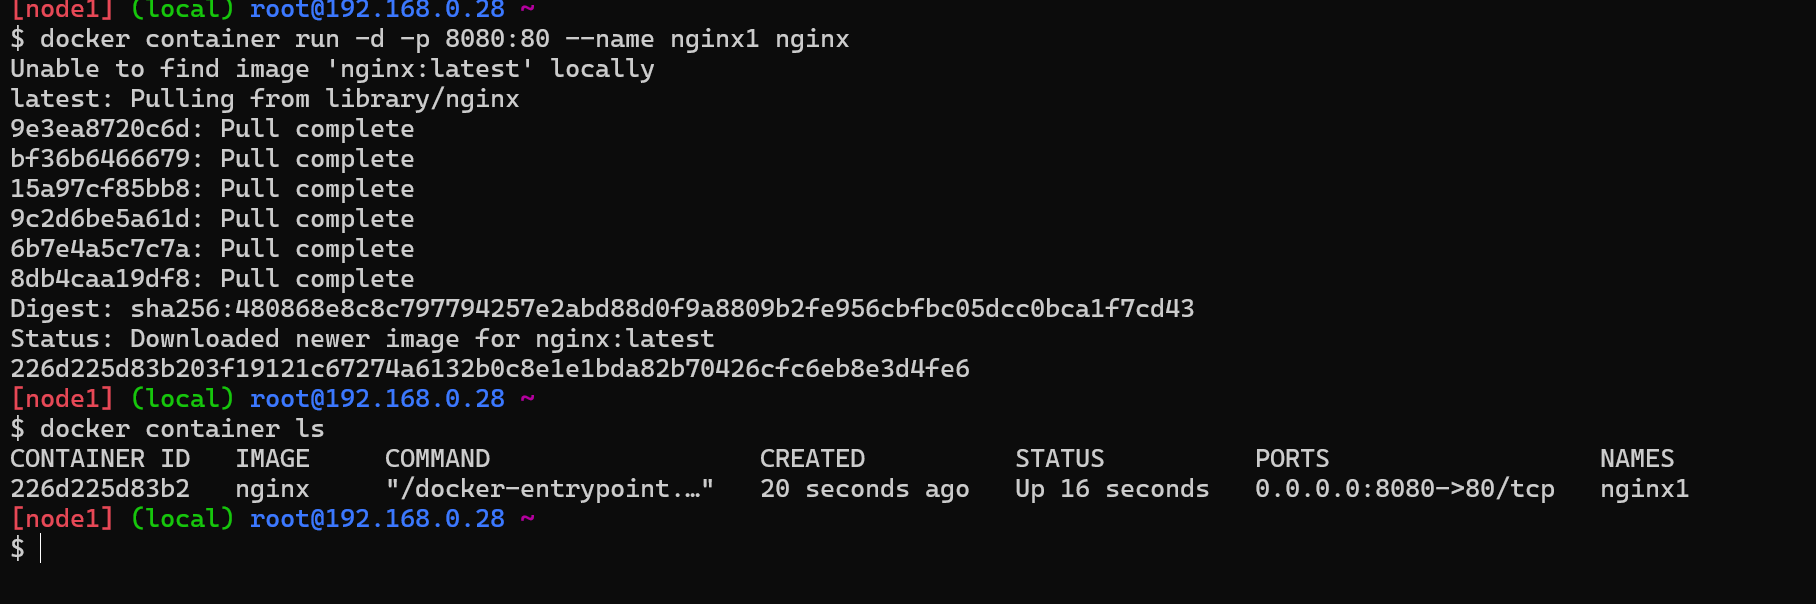 [node1] (local) root@192.168.0.28 ~
$ docker container run -d -p 8080:80 --name nginx1 nginx
Unable to find image 'nginx:latest' locally
latest: Pulling from library/nginx
9e3ea8720c6d: Pull complete
bf36b6466679: Pull complete
15a97cf85bb8: Pull complete
9c2d6be5a61d: Pull complete
6b7e4a5c7c7a: Pull complete
8db4caa19df8: Pull complete
Digest: sha256:480868e8c8c797794257e2abd88d0f9a8809b2fe956cbfbc05dcc0bca1f7cd43
Status: Downloaded newer image for nginx:latest
226d225d83b203f19121c67274a6132b0c8e1e1bda82b70426cfc6eb8e3d4fe6
[node1] (local) root@192.168.0.28 ~
$ docker container ls
CONTAINER ID   IMAGE     COMMAND                  CREATED          STATUS          PORTS                  NAMES
226d225d83b2   nginx     "/docker-entrypoint.…"   20 seconds ago   Up 16 seconds   0.0.0.0:8080->80/tcp   nginx1
[node1] (local) root@192.168.0.28 ~
$